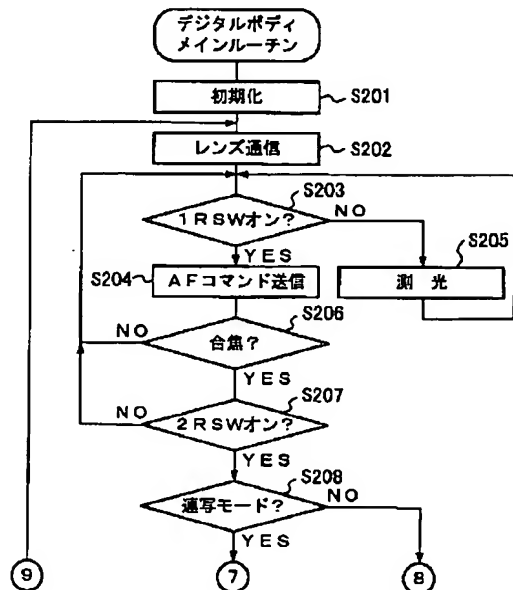 デジタルボディ
メインルーチン
初期化
S201
レンズ通信
S202
S203
1RSWオン?
NO
YES
S204
AFコマンド送信
S205
測 光
S206
NO
合焦?
YES
S207
NO
2RSWオン?
YES
S208
連写モード?
NO
YES
9
7
8